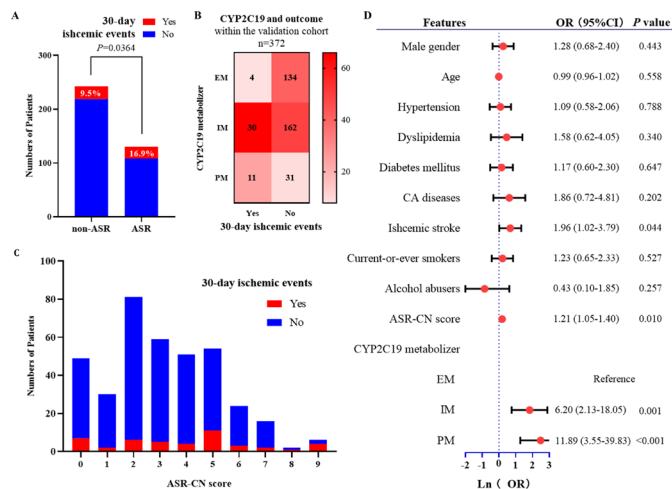 A
30-day
ishcemic events
Yes
No
P=0.0364
Numbers of Patients
300
200
100
0
9.5%
16.9%
non-ASR
ASR
B
CYP2C19 and outcome
within the validation cohort
n=372
CYP2C19 metabolizer
EM
4
134
IM
30
162
PM
11
31
Yes
No
30-day ishcemic events
60
40
20
C
30-day ischemic events
Yes
No
Numbers of Patients
100
80
60
40
20
0
0 1 2 3 4 5 6 7 8 9
ASR-CN score
D
Features OR (95%CI) P value
Male gender 1.28 (0.68-2.40) 0.443
Age 0.99 (0.96-1.02) 0.558
Hypertension 1.09 (0.58-2.06) 0.788
Dyslipidemia 1.58 (0.62-4.05) 0.340
Diabetes mellitus 1.17 (0.60-2.30) 0.647
CA diseases 1.86 (0.72-4.81) 0.202
Ishcemic stroke 1.96 (1.02-3.79) 0.044
Current-or-ever smokers 1.23 (0.65-2.33) 0.527
Alcohol abusers 0.43 (0.10-1.85) 0.257
ASR-CN score 1.21 (1.05-1.40) 0.010
CYP2C19 metabolizer
EM Reference
IM 6.20 (2.13-18.05) 0.001
PM 11.89 (3.55-39.83) <0.001
-2 -1 0 1 2 3
Ln ( OR)